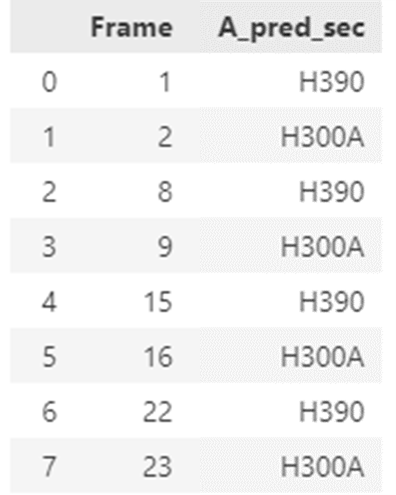 Frame A_pred_sec
0 1 H390
1 2 H300A
2 8 H390
3 9 H300A
4 15 H390
5 16 H300A
6 22 H390
7 23 H300A